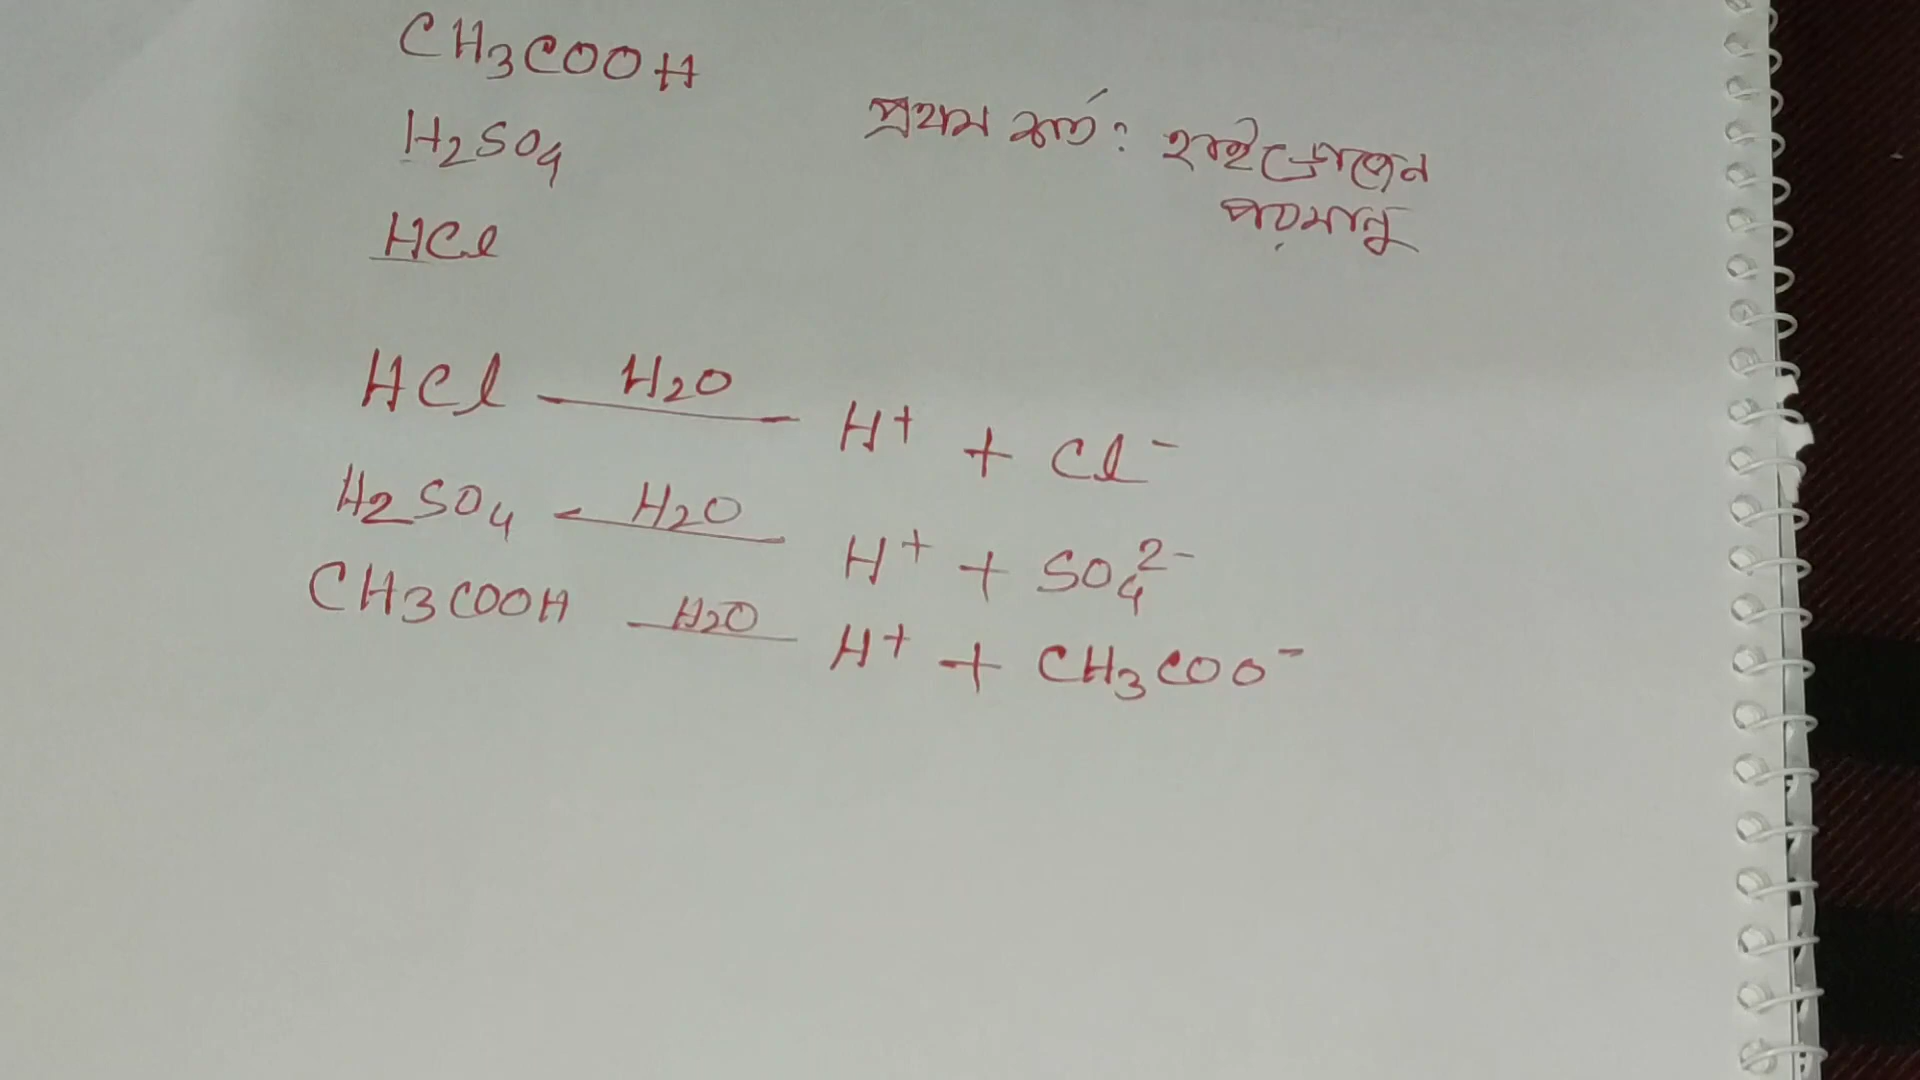 CH3COOH
H2SO4
HCl
প্রথম শর্ত: হাইড্রোজেন
পরমানু
HCl H2O H+ + Cl-
H2SO4 H2O H+ + SO4 2-
CH3COOH H2O H+ + CH3COO-